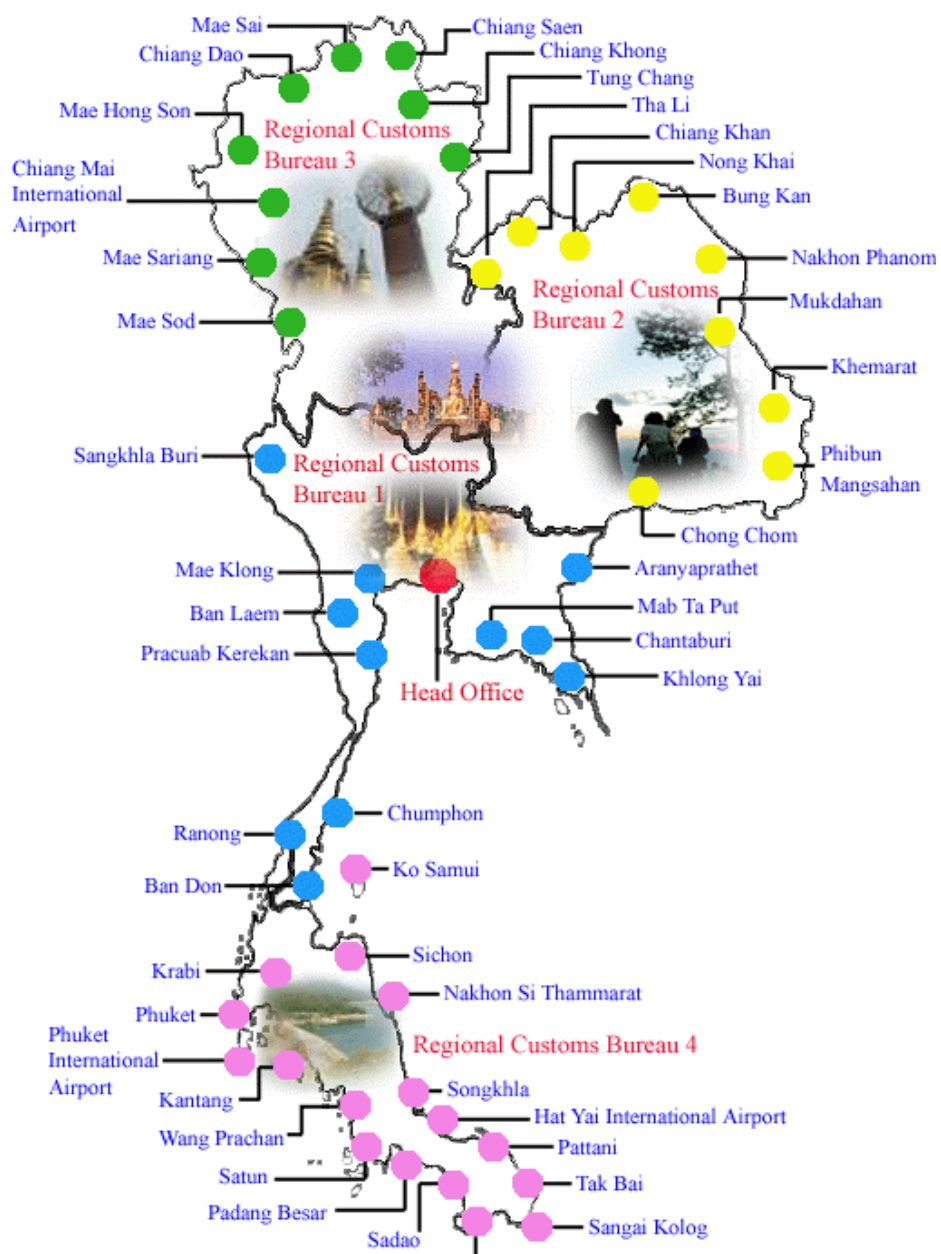 Mae Sai
Chiang Saen
Chiang Dao
Chiang Khong
Tung Chang
Mae Hong Son
Tha Li
Regional Customs
Bureau 3
Chiang Khan
Nong Khai
Chiang Mai
International
Airport
Bung Kan
Mae Sariang
Nakhon Phanom
Regional Customs
Bureau 2
Mukdahan
Mae Sod
Khemarat
Sangkhla Buri
Regional Customs
Bureau 1
Phibun
Mangsahan
Chong Chom
Mae Klong
Aranyaprathet
Ban Laem
Mab Ta Put
Pracuab Kerekan
Chantaburi
Head Office
Khlong Yai
Chumphon
Ranong
Ko Samui
Ban Don
Sichon
Krabi
Nakhon Si Thammarat
Phuket
Phuket
International
Airport
Regional Customs Bureau 4
Kantang
Songkhla
Hat Yai International Airport
Wang Prachan
Pattani
Satun
Tak Bai
Padang Besar
Sadao
Sangai Kolog